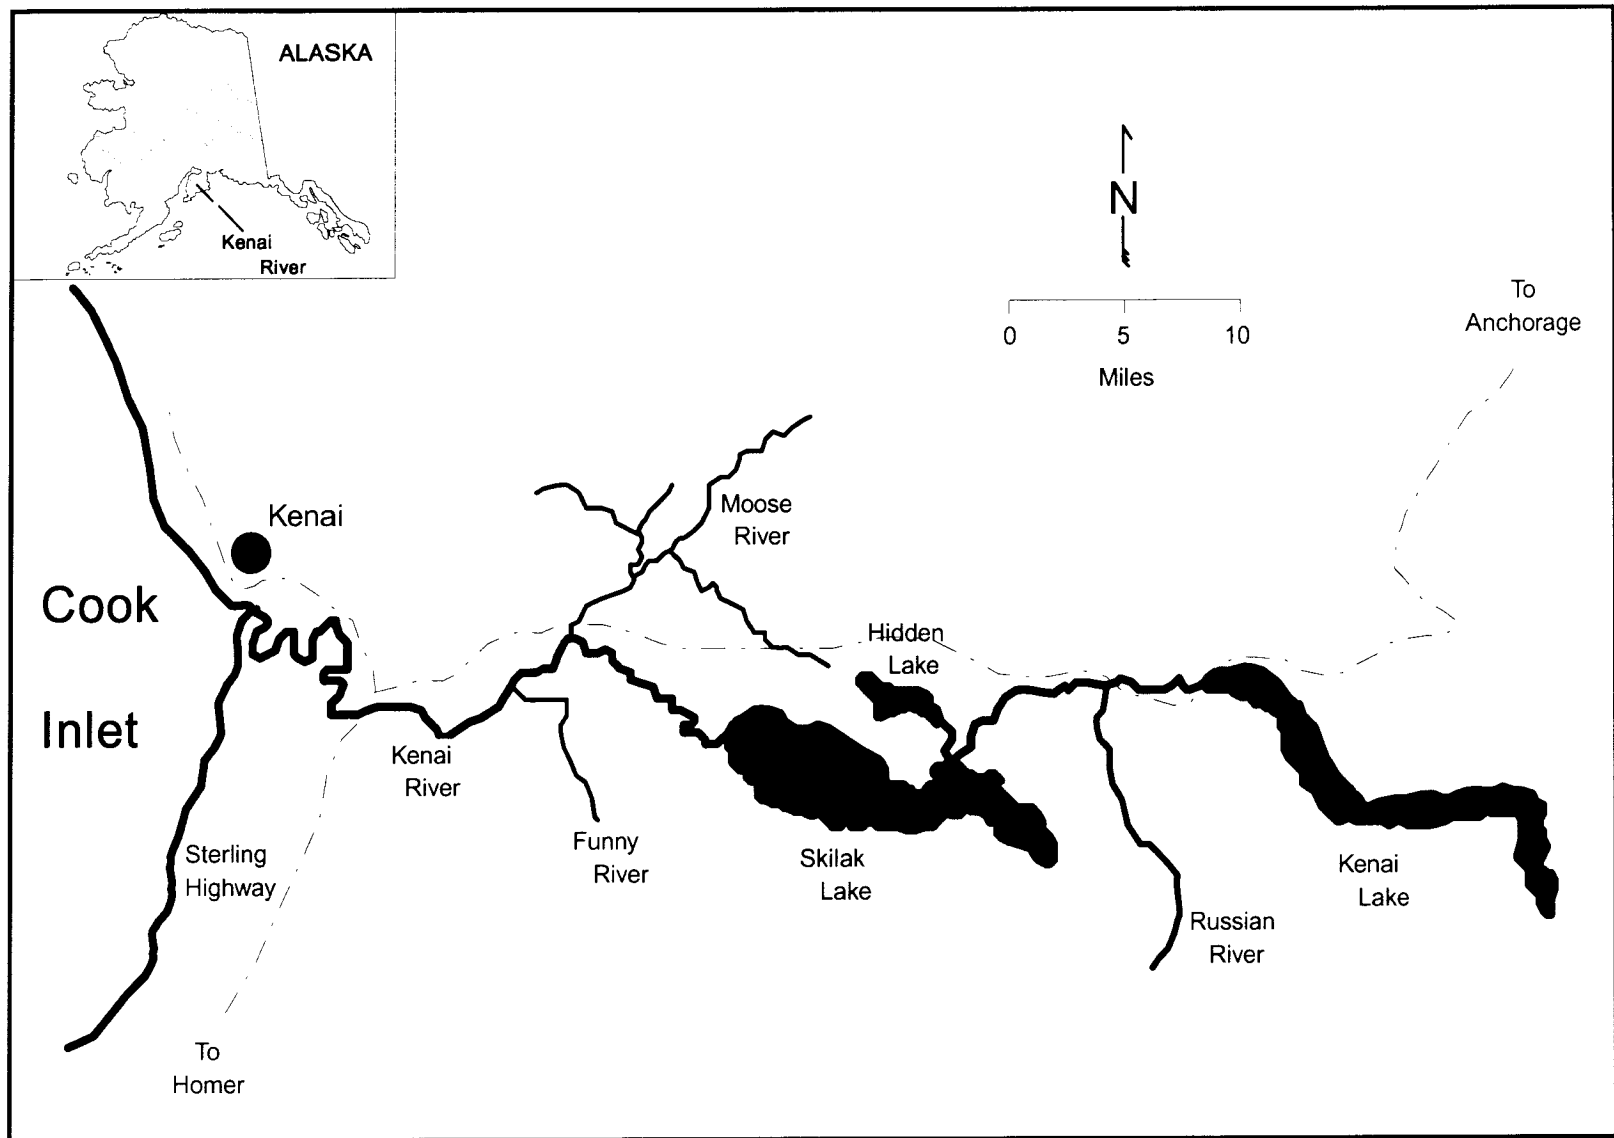 ALASKA
Kenai
River
N
0 5 10
Miles
To
Anchorage
Moose
River
Kenai
Cook
Inlet
Hidden
Lake
Kenai
River
Funny
River
Skilak
Lake
Kenai
Lake
Sterling
Highway
Russian
River
To
Homer